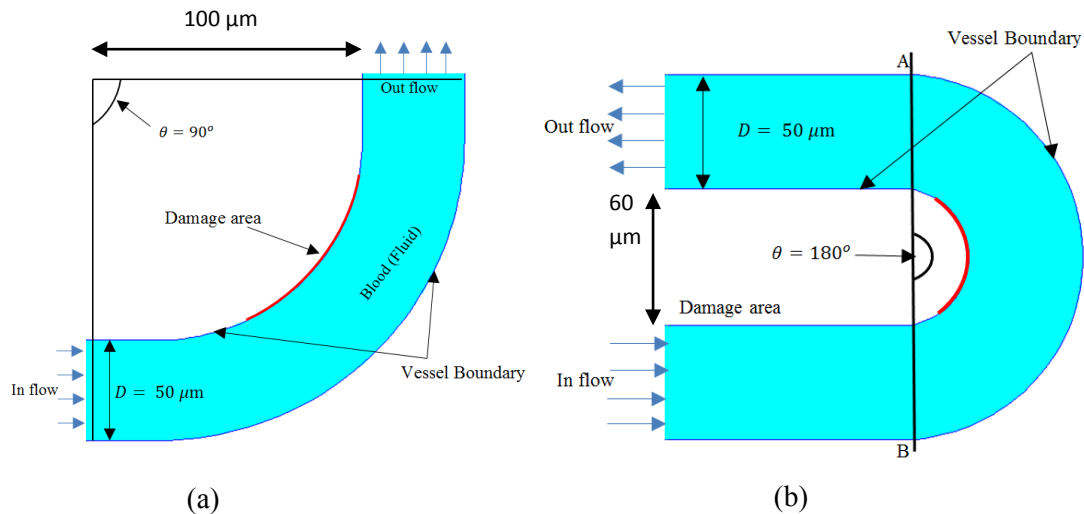 100 µm
Out flow
θ = 90°
Damage area
Blood (Fluid)
Vessel Boundary
In flow
D = 50 µm
(a)
Vessel Boundary
A
Out flow
D = 50 µm
60
µm
θ = 180°
Damage area
In flow
B
(b)